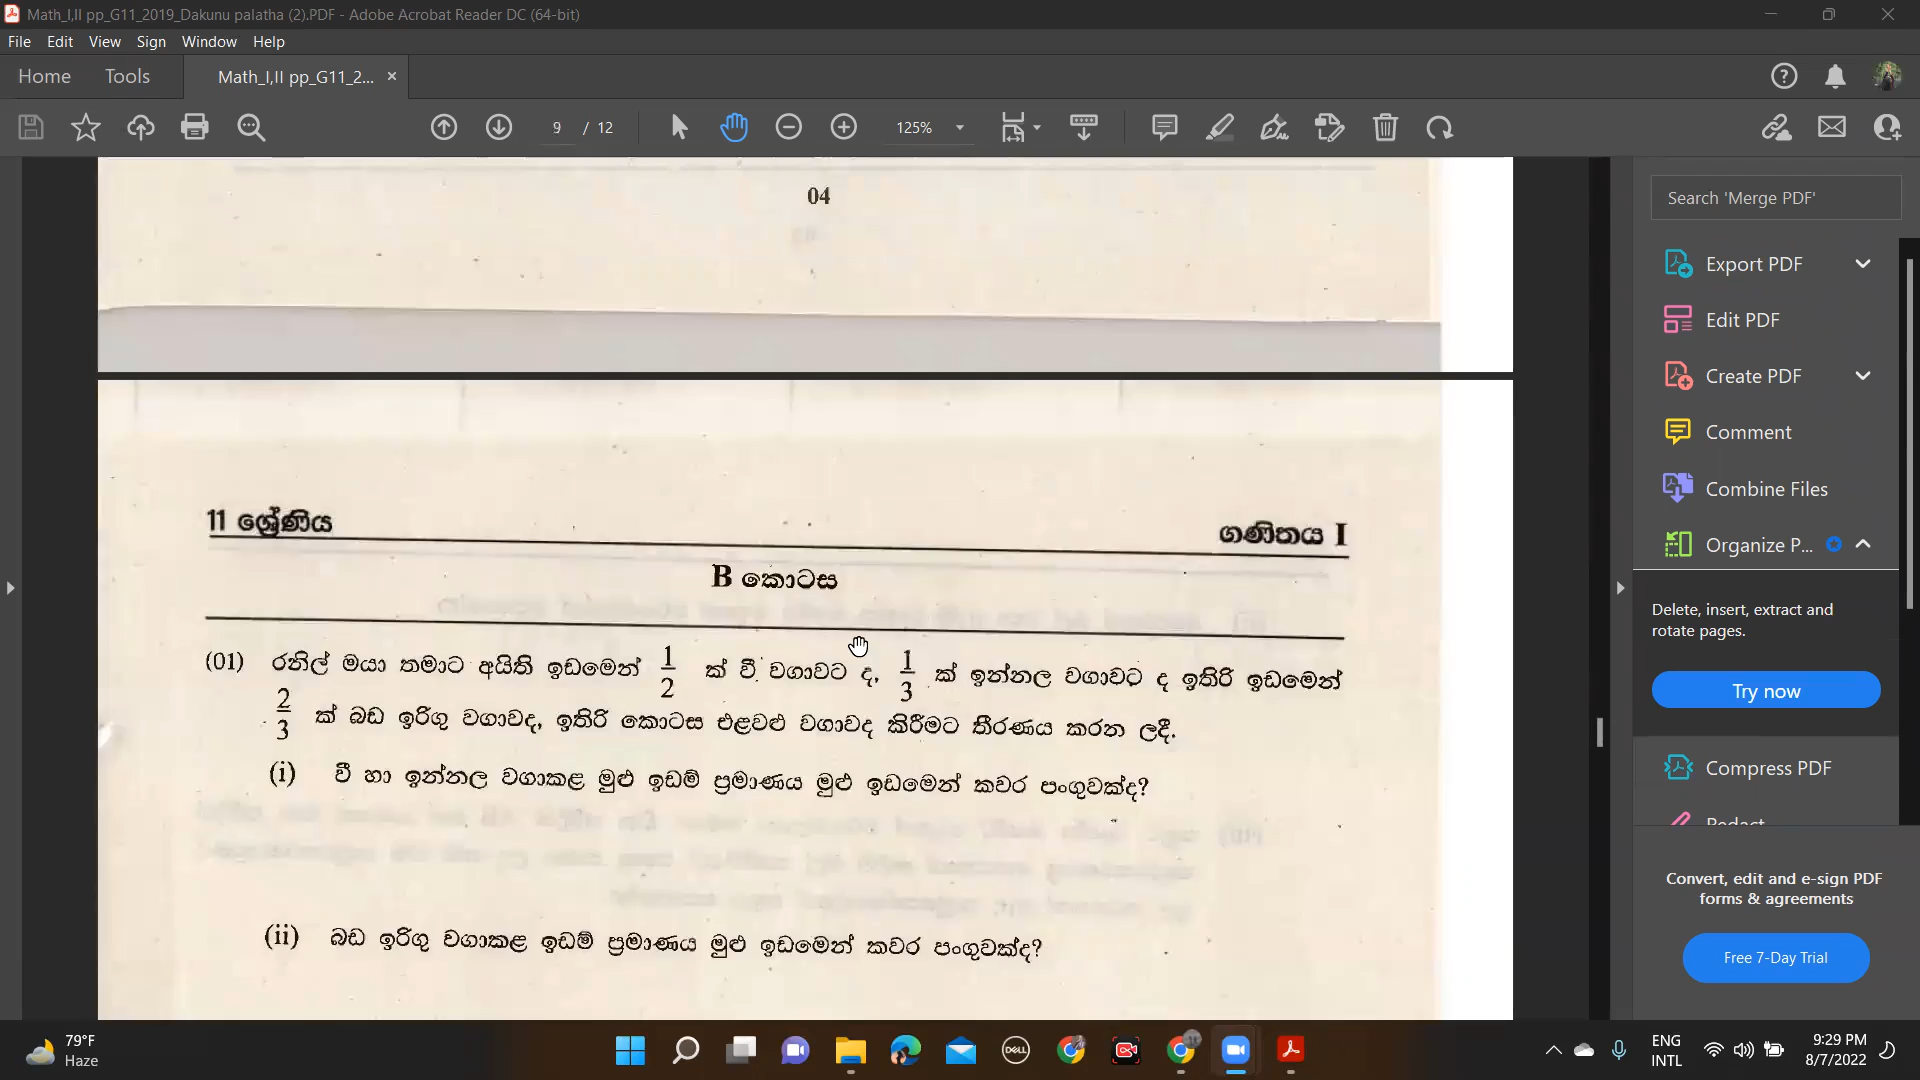 Math_I,II pp_G11_2019_Dakunu palatha (2).PDF - Adobe Acrobat Reader DC (64-bit)
File Edit View Sign Window Help
Home Tools Math_I,II pp_G11_2... ×
9 / 12 125%
04
11 ශ්‍රේණිය ගණිතය I
B කොටස
(01) රනිල් මයා තමාට අයිති ඉඩමෙන් 1/2 ක් වී වගාවට ද, 1/3 ක් ඉන්නල වගාවට ද ඉතිරි ඉඩමෙන්
2/3 ක් බඩ ඉරිගු වගාවද, ඉතිරි කොටස එළවළු වගාවද කිරීමට තීරණය කරන ලදී.
(i) වී හා ඉන්නල වගාකළ මුළු ඉඩම් ප්‍රමාණය මුළු ඉඩමෙන් කවර පංගුවක්ද?
(ii) බඩ ඉරිගු වගාකළ ඉඩම් ප්‍රමාණය මුළු ඉඩමෙන් කවර පංගුවක්ද?
Search 'Merge PDF'
Export PDF
Edit PDF
Create PDF
Comment
Combine Files
Organize P...
Delete, insert, extract and
rotate pages.
Try now
Compress PDF
Redact
Convert, edit and e-sign PDF
forms & agreements
Free 7-Day Trial
79°F
Haze
DELL
ENG
INTL
9:29 PM
8/7/2022